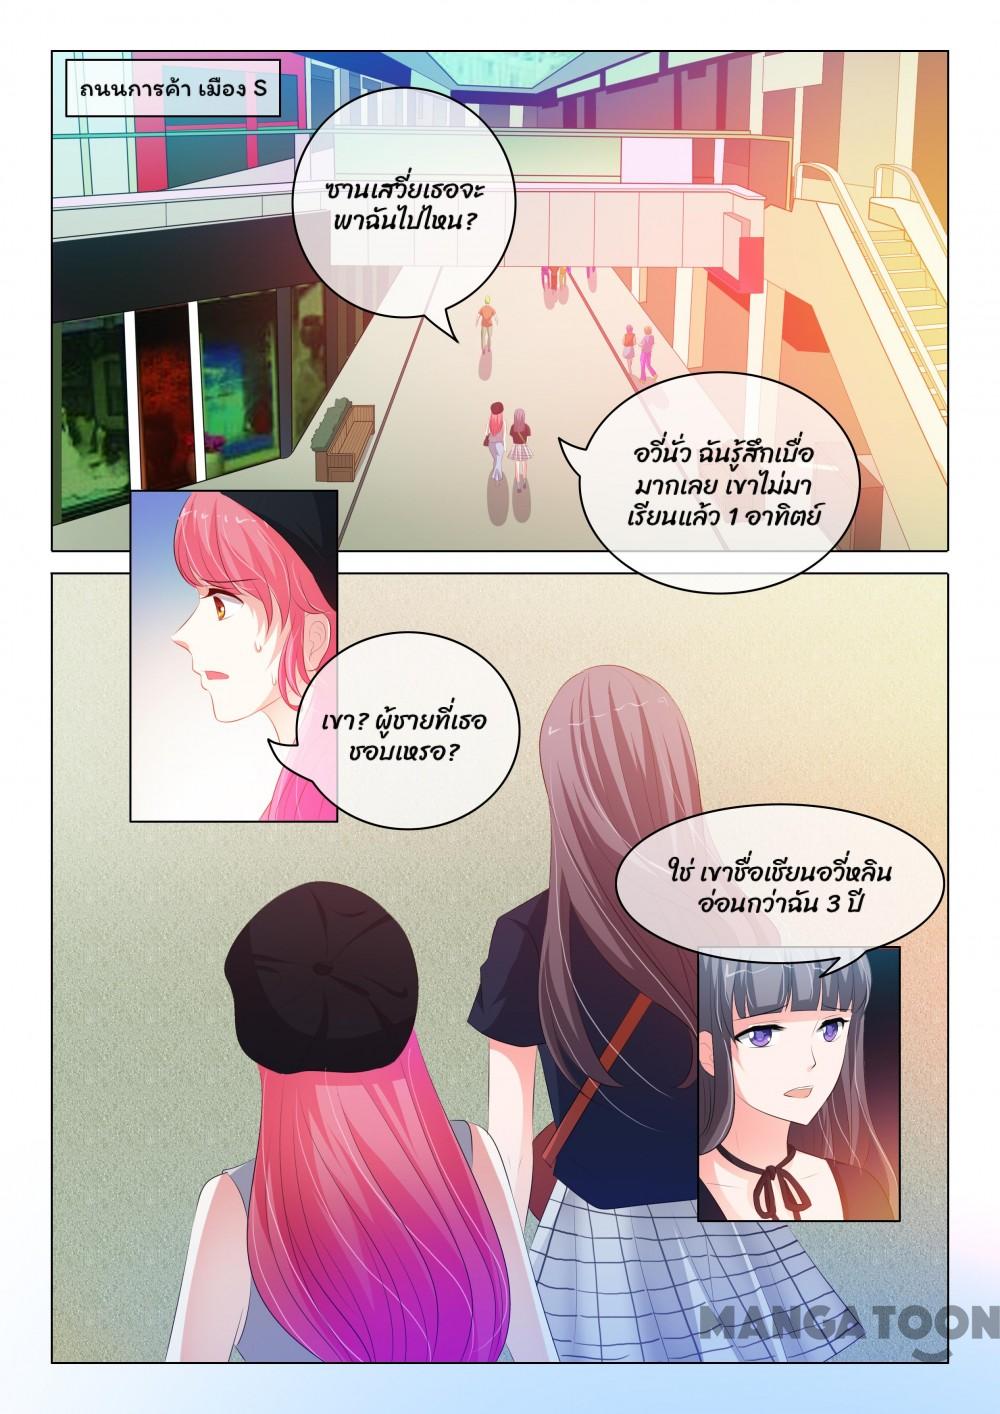 ถนนการค้า เมือง S
ซานเสวี่ยเธอจะ
พาฉันไปไหน?
อวี่นั่ว ฉันรู้สึกเบื่อ
มากเลย เขาไม่มา
เรียนแล้ว 1 อาทิตย์
เขา? ผู้ชายที่เธอ
ชอบเหรอ?
ใช่ เขาชื่อเชียนอวี่หลิน
อ่อนกว่าฉัน 3 ปี
MANGATOON